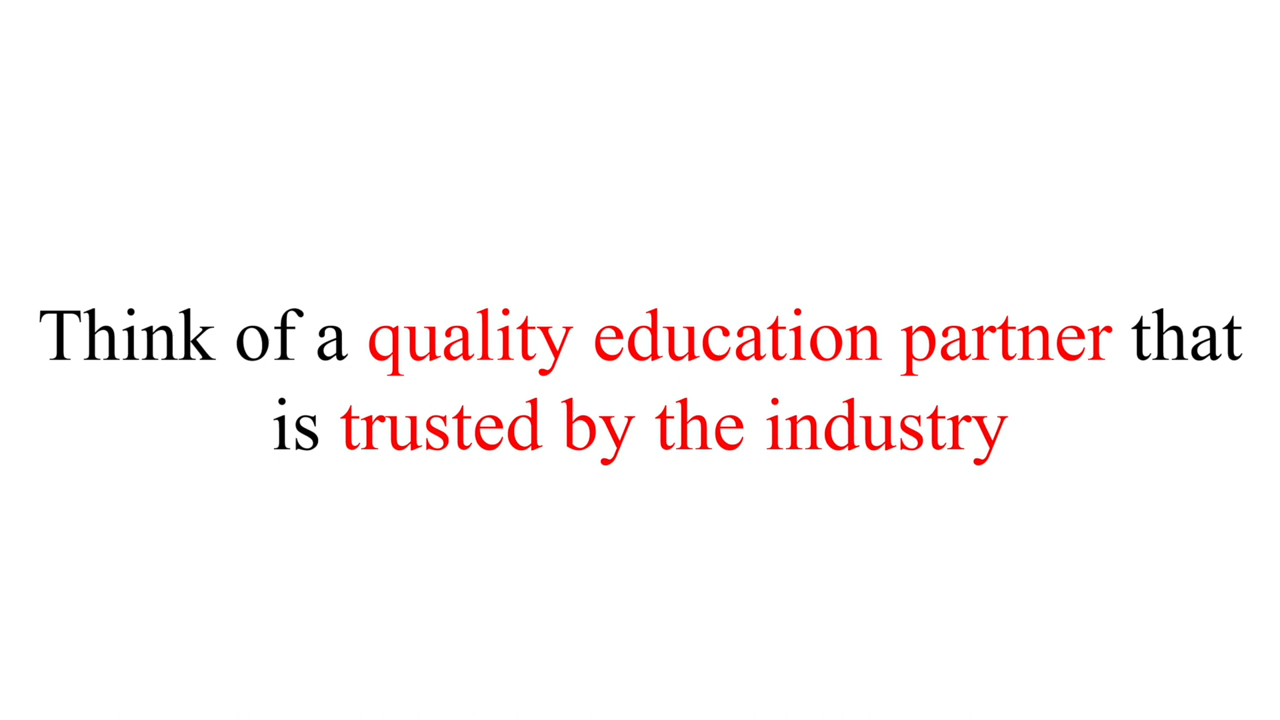 Think of a quality education partner that
is trusted by the industry